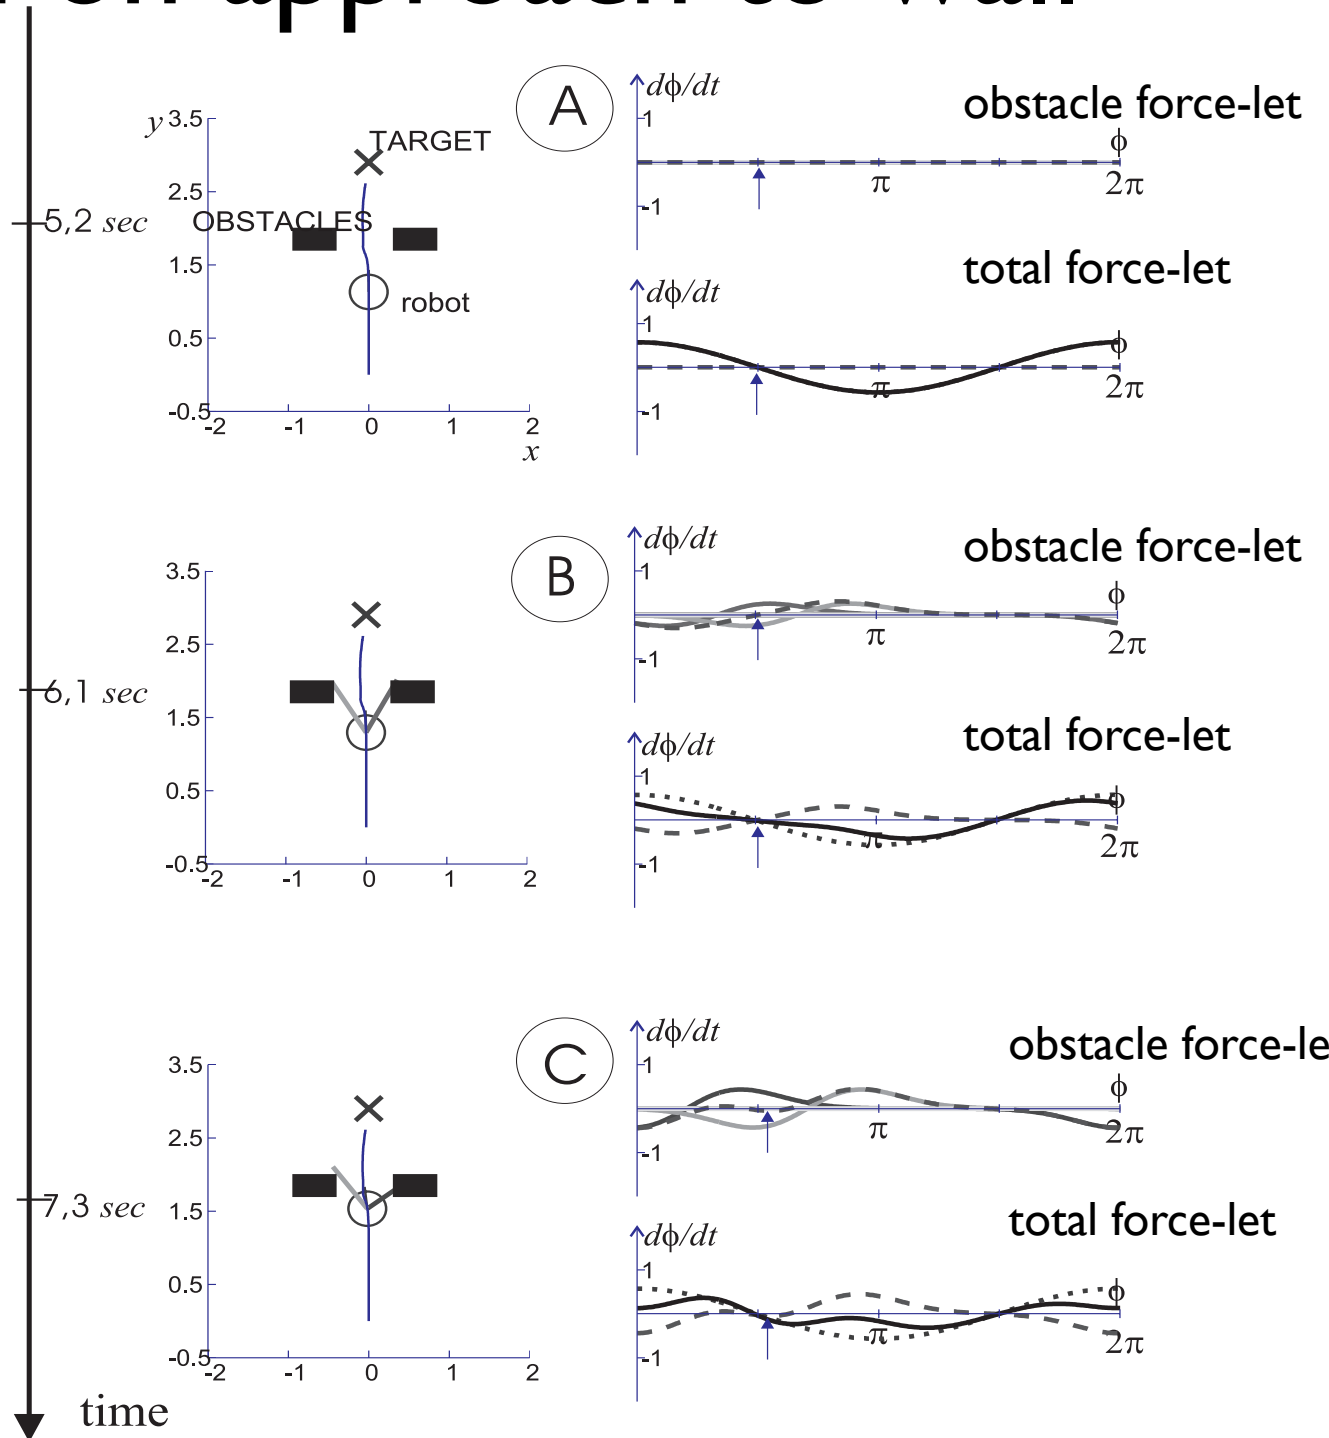 on approach to wall
A
dϕ/dt
obstacle force-let
y 3.5
1
TARGET
ϕ
π
2π
2.5
-1
5,2 sec
OBSTACLES
1.5
total force-let
dϕ/dt
robot
1
0.5
ϕ
π
2π
-0.5
-1
-2 -1 0 1 2
x
B
dϕ/dt
obstacle force-let
3.5
1
ϕ
π
2π
2.5
-1
6,1 sec
1.5
dϕ/dt
total force-let
1
0.5
ϕ
π
2π
-0.5
-1
-2 -1 0 1 2
C
dϕ/dt
obstacle force-le
3.5
1
ϕ
π
2π
2.5
-1
7,3 sec
1.5
total force-let
dϕ/dt
1
0.5
ϕ
π
2π
-0.5
-1
-2 -1 0 1 2
time